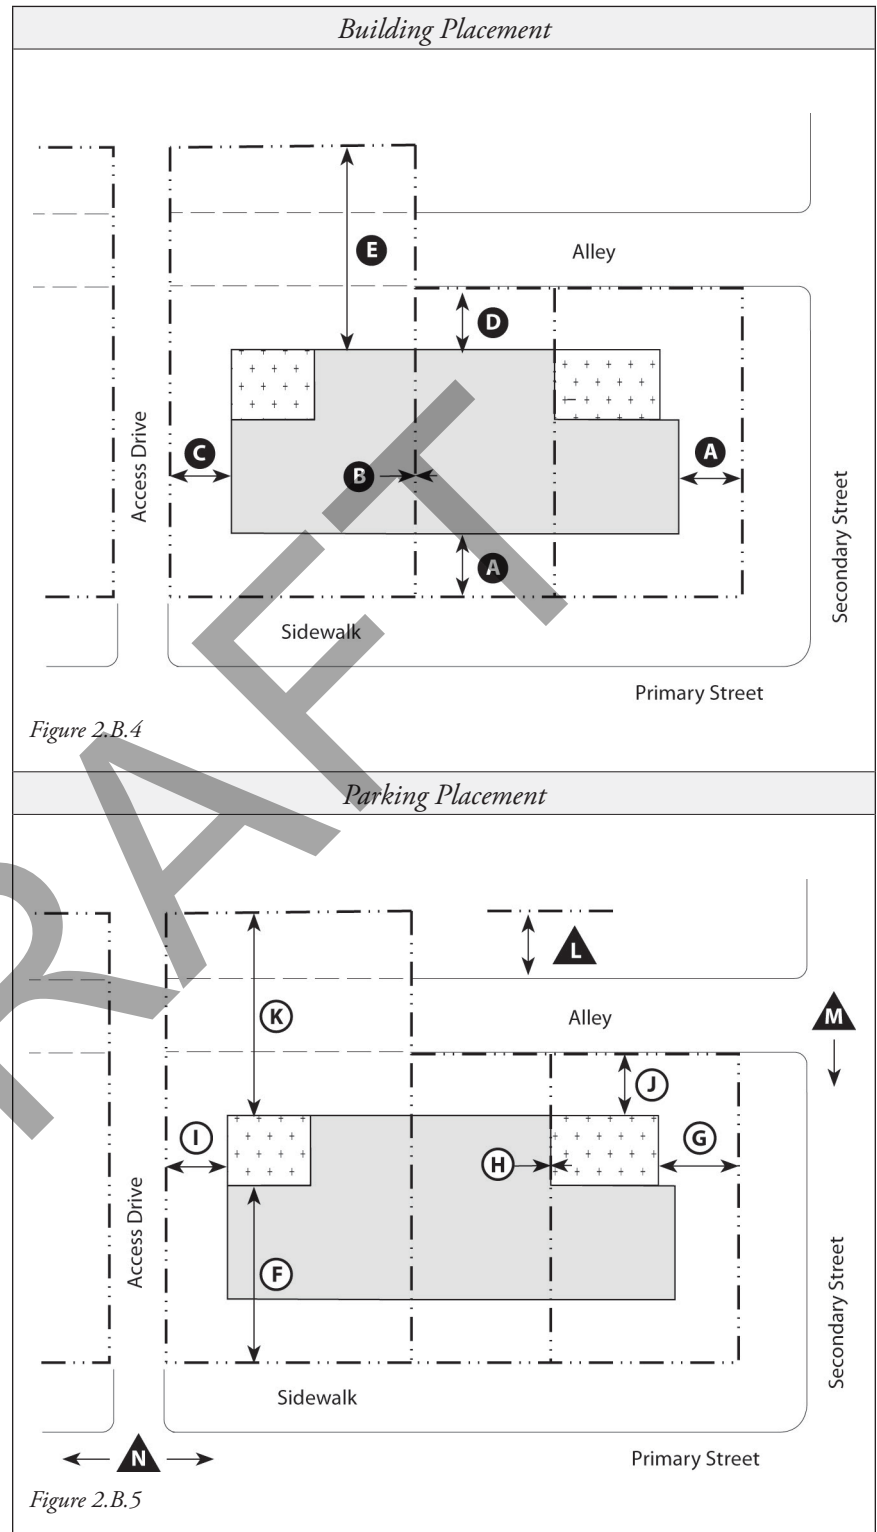 Building Placement
E
Alley
D
C
A
B
Access Drive
A
Secondary Street
Sidewalk
Primary Street
Figure 2.B.4
Parking Placement
L
K
Alley
M
J
I
G
H
Access Drive
F
Secondary Street
Sidewalk
N
Primary Street
Figure 2.B.5
RAFT